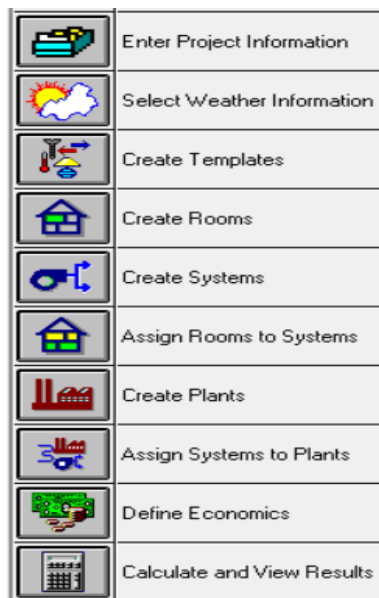 Enter Project Information
Select Weather Information
Create Templates
Create Rooms
Create Systems
Assign Rooms to Systems
Create Plants
Assign Systems to Plants
Define Economics
Calculate and View Results